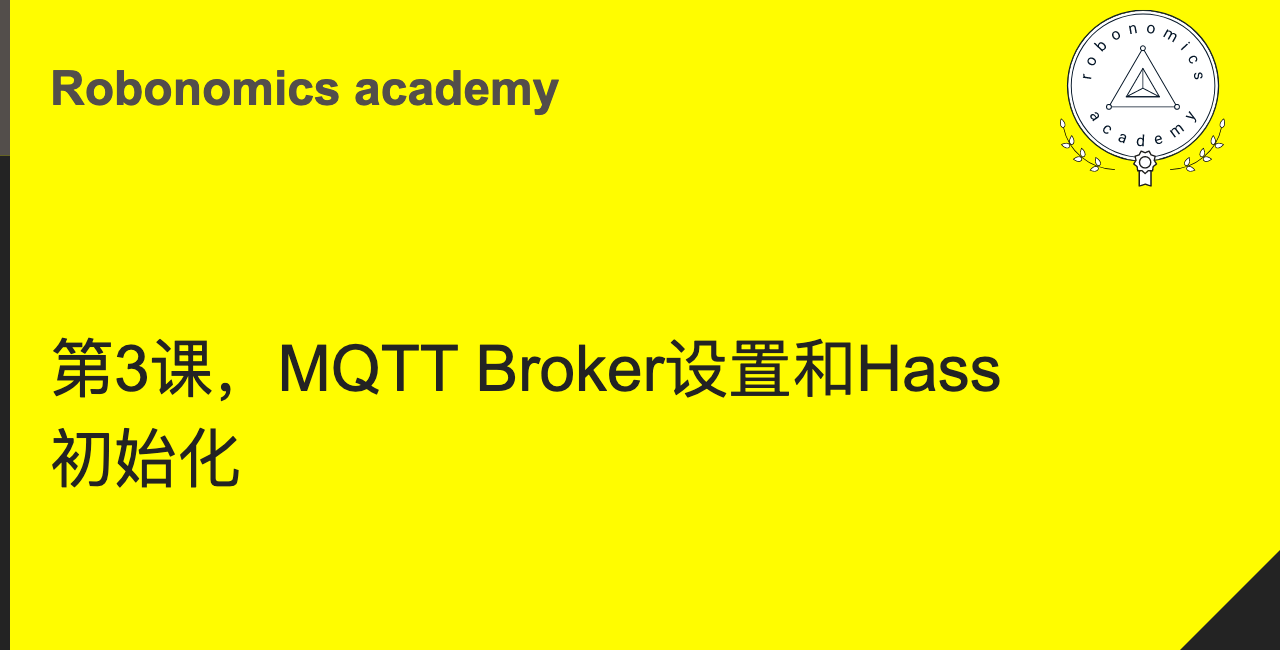 Robonomics academy
robonomics
academy
第3课，MQTT Broker设置和Hass
初始化